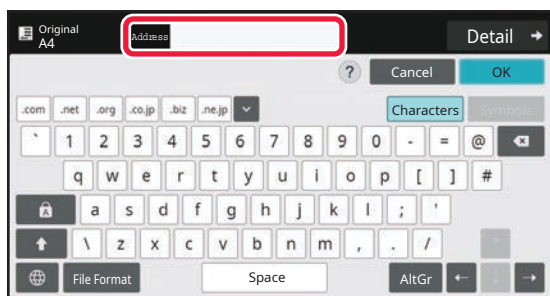 Original
A4
Address
Detail
?
Cancel
OK
.com .net .org .co.jp .biz .ne.jp
Characters
Symbols
` 1 2 3 4 5 6 7 8 9 0 - = @
q w e r t y u i o p [ ] #
A
a s d f g h j k l ; '
\ z x c v b n m , . /
File Format
Space
AltGr